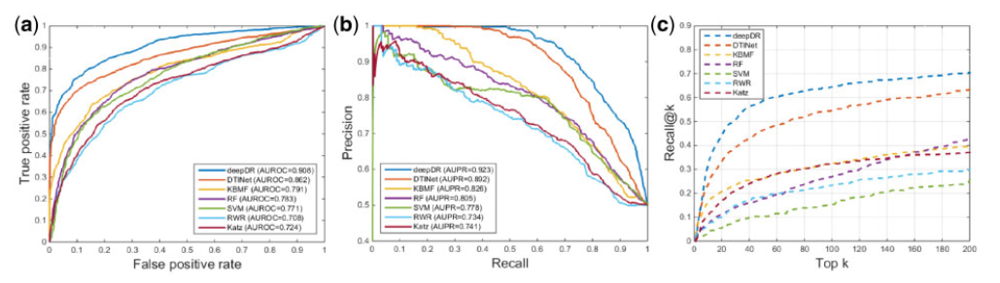 (a)
True positive rate
1
0.9
0.8
0.7
0.6
0.5
0.4
0.3
0.2
0.1
0
deepDR (AUROC=0.908)
DTINet (AUROC=0.862)
KBMF (AUROC=0.791)
RF (AUROC=0.783)
SVM (AUROC=0.771)
RWR (AUROC=0.708)
Katz (AUROC=0.724)
0 0.1 0.2 0.3 0.4 0.5 0.6 0.7 0.8 0.9 1
False positive rate
(b)
Precision
1
0.9
0.8
0.7
0.6
0.5
0.4
deepDR (AUPR=0.923)
DTINet (AUPR=0.892)
KBMF (AUPR=0.826)
RF (AUPR=0.805)
SVM (AUPR=0.778)
RWR (AUPR=0.734)
Katz (AUPR=0.741)
0 0.1 0.2 0.3 0.4 0.5 0.6 0.7 0.8 0.9 1
Recall
(c)
Recall@k
0.9
0.8
0.7
0.6
0.5
0.4
0.3
0.2
0.1
0
deepDR
DTINet
KBMF
RF
SVM
RWR
Katz
0 20 40 60 80 100 120 140 160 180 200
Top k